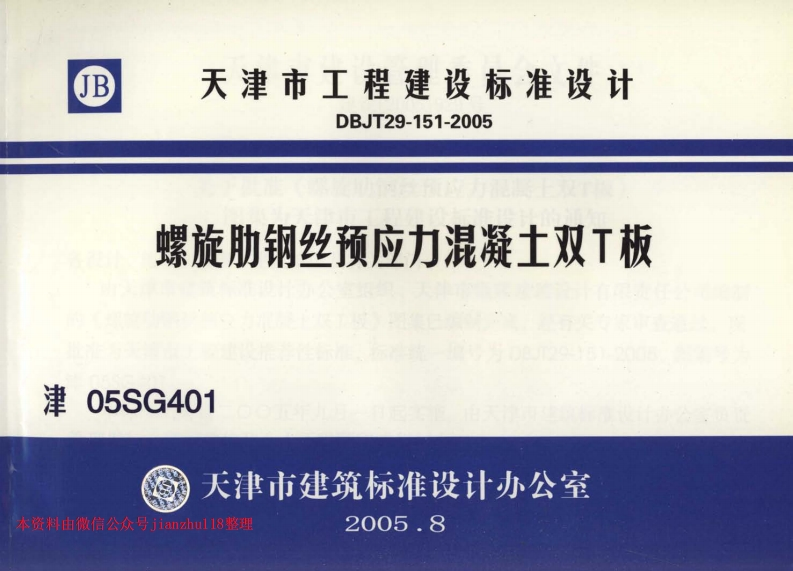 JB
天津市工程建设标准设计
DBJT29-151-2005
螺旋肋钢丝预应力混凝土双T板
津 05SG401
天津市建筑标准设计办公室
本资料由微信公众号jianzhu118整理
2005.8